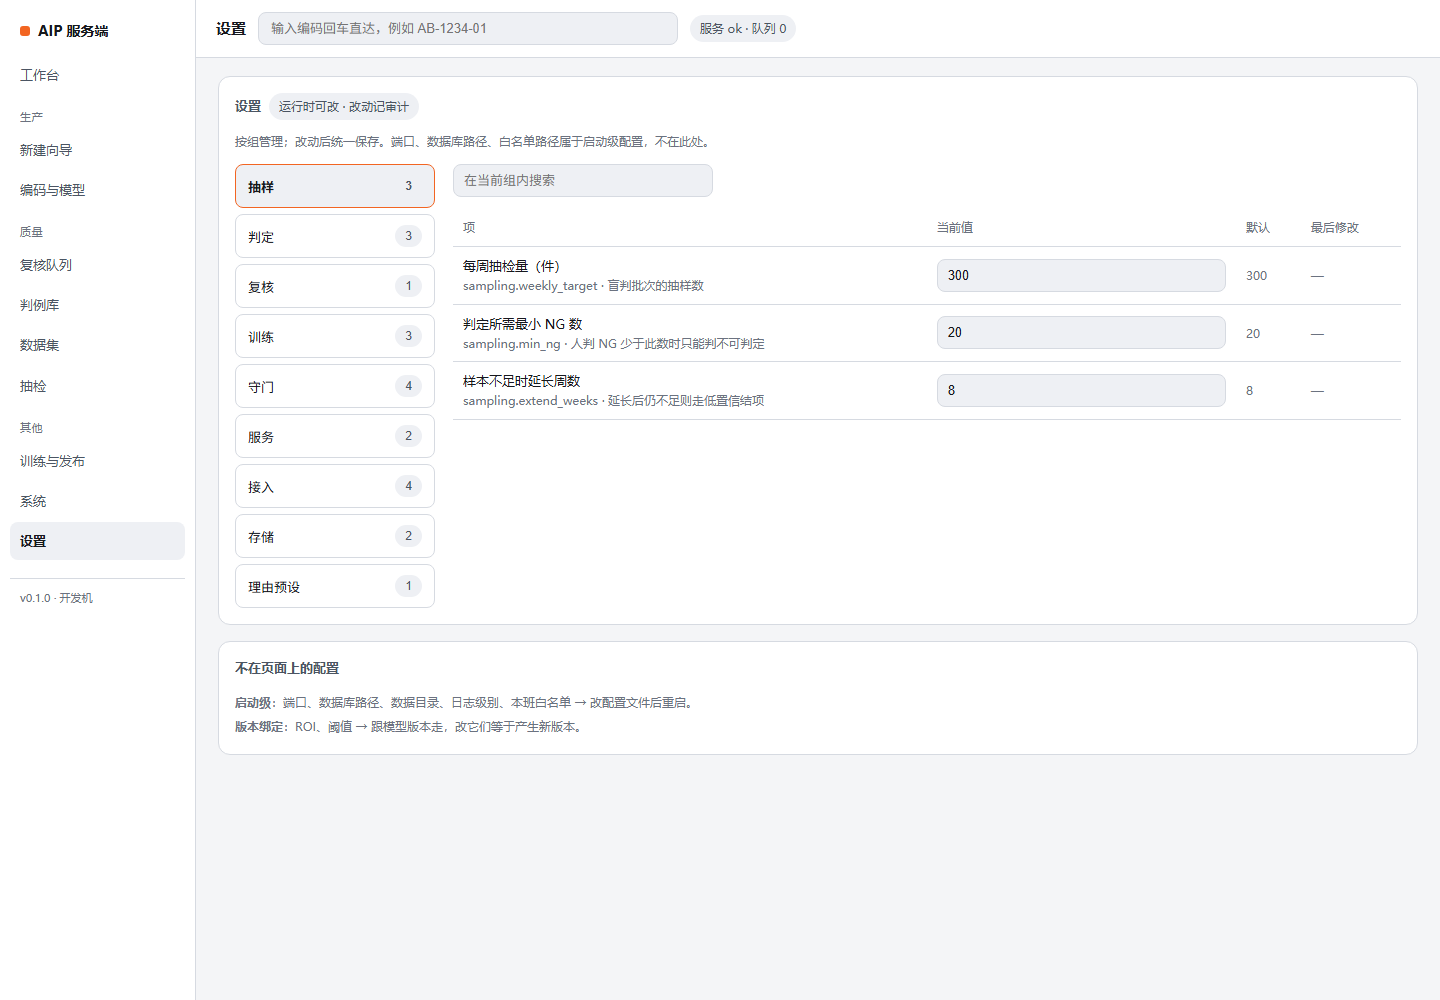 AIP 服务端
工作台
生产
新建向导
编码与模型
质量
复核队列
判例库
数据集
抽检
其他
训练与发布
系统
设置
v0.1.0 · 开发机
设置
输入编码回车直达，例如 AB-1234-01
服务 ok · 队列 0
设置
运行时可改 · 改动记审计
按组管理；改动后统一保存。端口、数据库路径、白名单路径属于启动级配置，不在此处。
抽样 3
判定 3
复核 1
训练 3
守门 4
服务 2
接入 4
存储 2
理由预设 1
在当前组内搜索
项 当前值 默认 最后修改
每周抽检量（件）
sampling.weekly_target · 盲判批次的抽样数
300 300 —
判定所需最小 NG 数
sampling.min_ng · 人判 NG 少于此数时只能判不可判定
20 20 —
样本不足时延长周数
sampling.extend_weeks · 延长后仍不足则走低置信结项
8 8 —
不在页面上的配置
启动级：端口、数据库路径、数据目录、日志级别、本班白名单 → 改配置文件后重启。
版本绑定：ROI、阈值 → 跟模型版本走，改它们等于产生新版本。